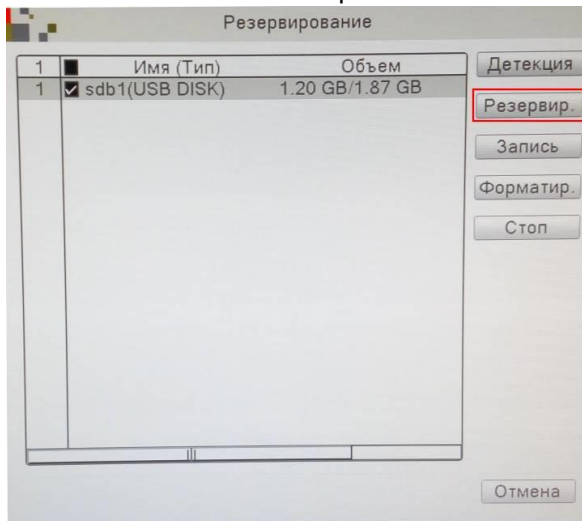 Резервирование
1 Имя (Тип) Объем
1 sdb1(USB DISK) 1.20 GB/1.87 GB
Детекция
Резервир.
Запись
Форматир.
Стоп
Отмена